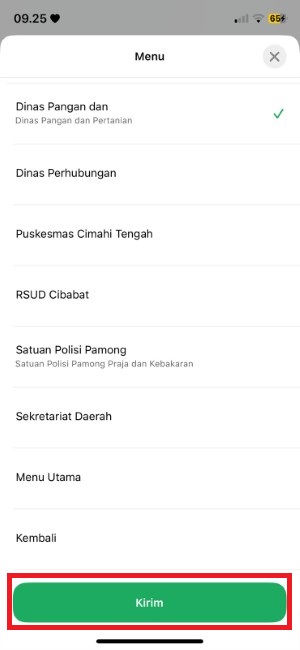 09.25
65
Menu
Dinas Pangan dan
Dinas Pangan dan Pertanian
Dinas Perhubungan
Puskesmas Cimahi Tengah
RSUD Cibabat
Satuan Polisi Pamong
Satuan Polisi Pamong Praja dan Kebakaran
Sekretariat Daerah
Menu Utama
Kembali
Kirim